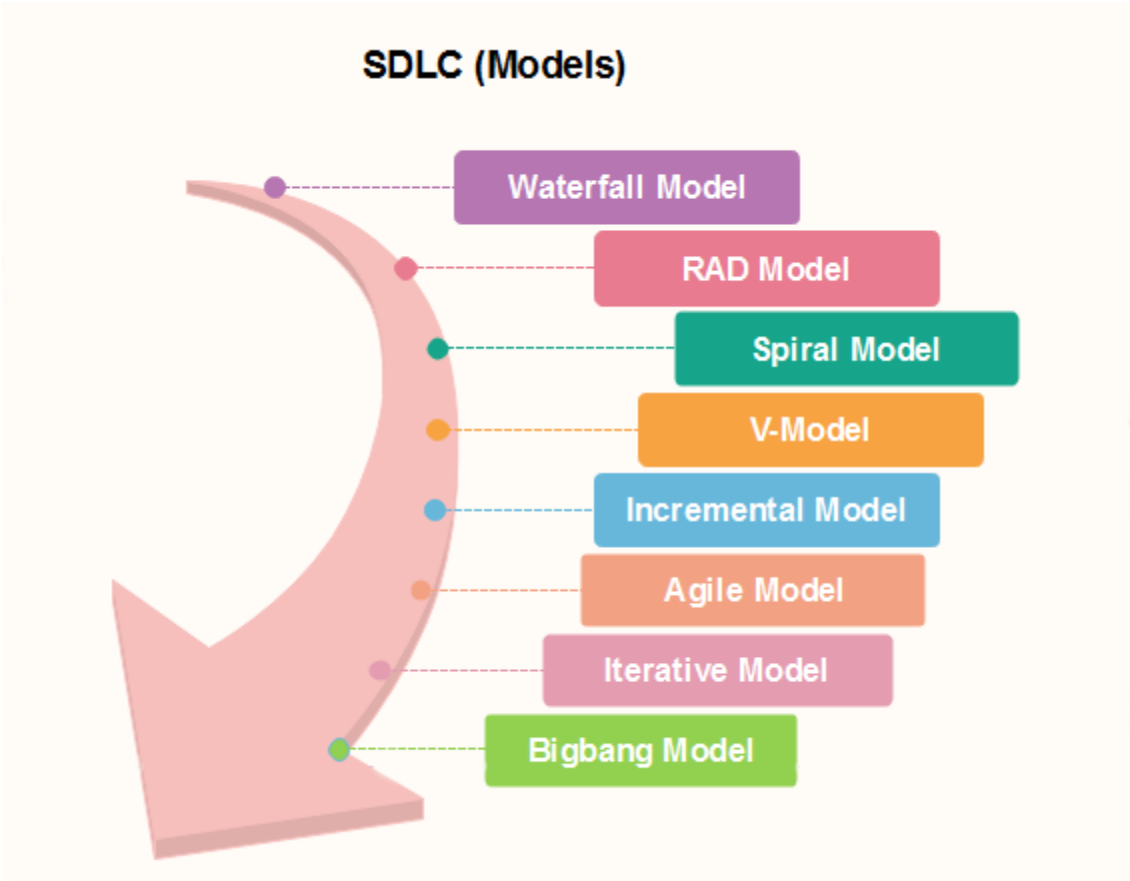 SDLC (Models)
Waterfall Model
RAD Model
Spiral Model
V-Model
Incremental Model
Agile Model
Iterative Model
Bigbang Model